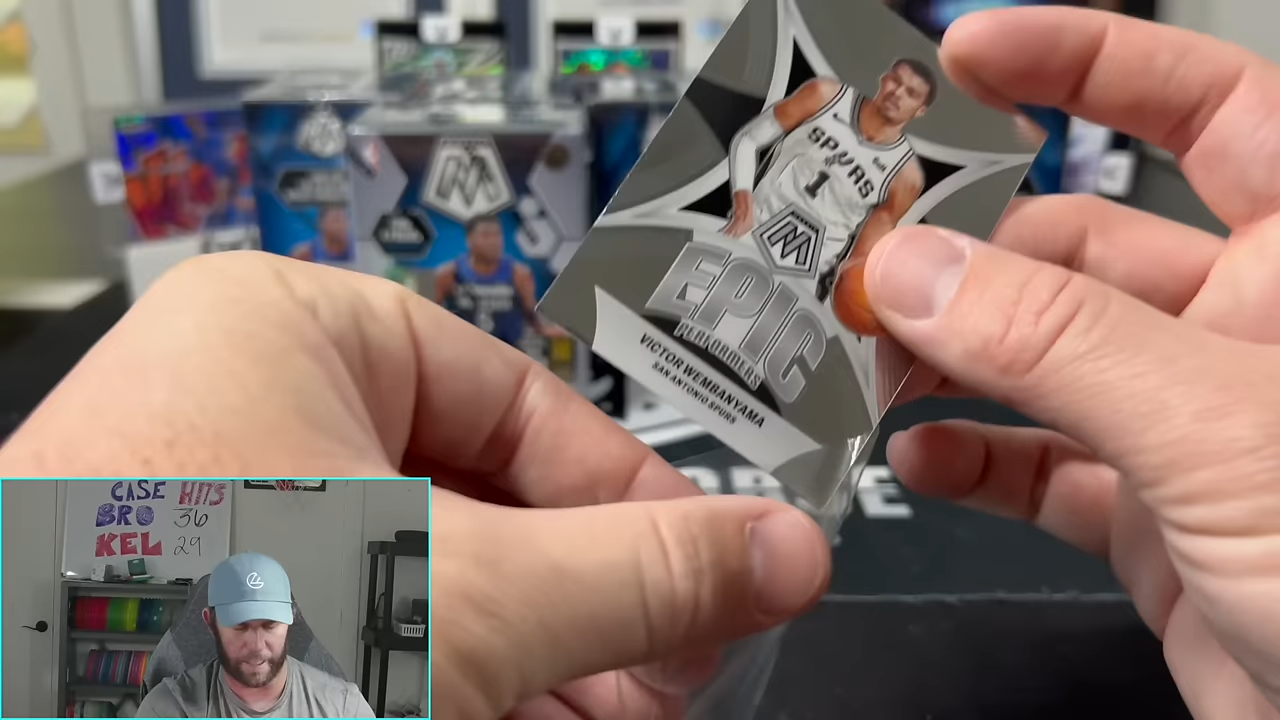 SPURS
1
EPIC
PERFORMERS
VICTOR WEMBANYAMA
SAN ANTONIO SPURS
CASE HITS
BRO 36
KEL 29